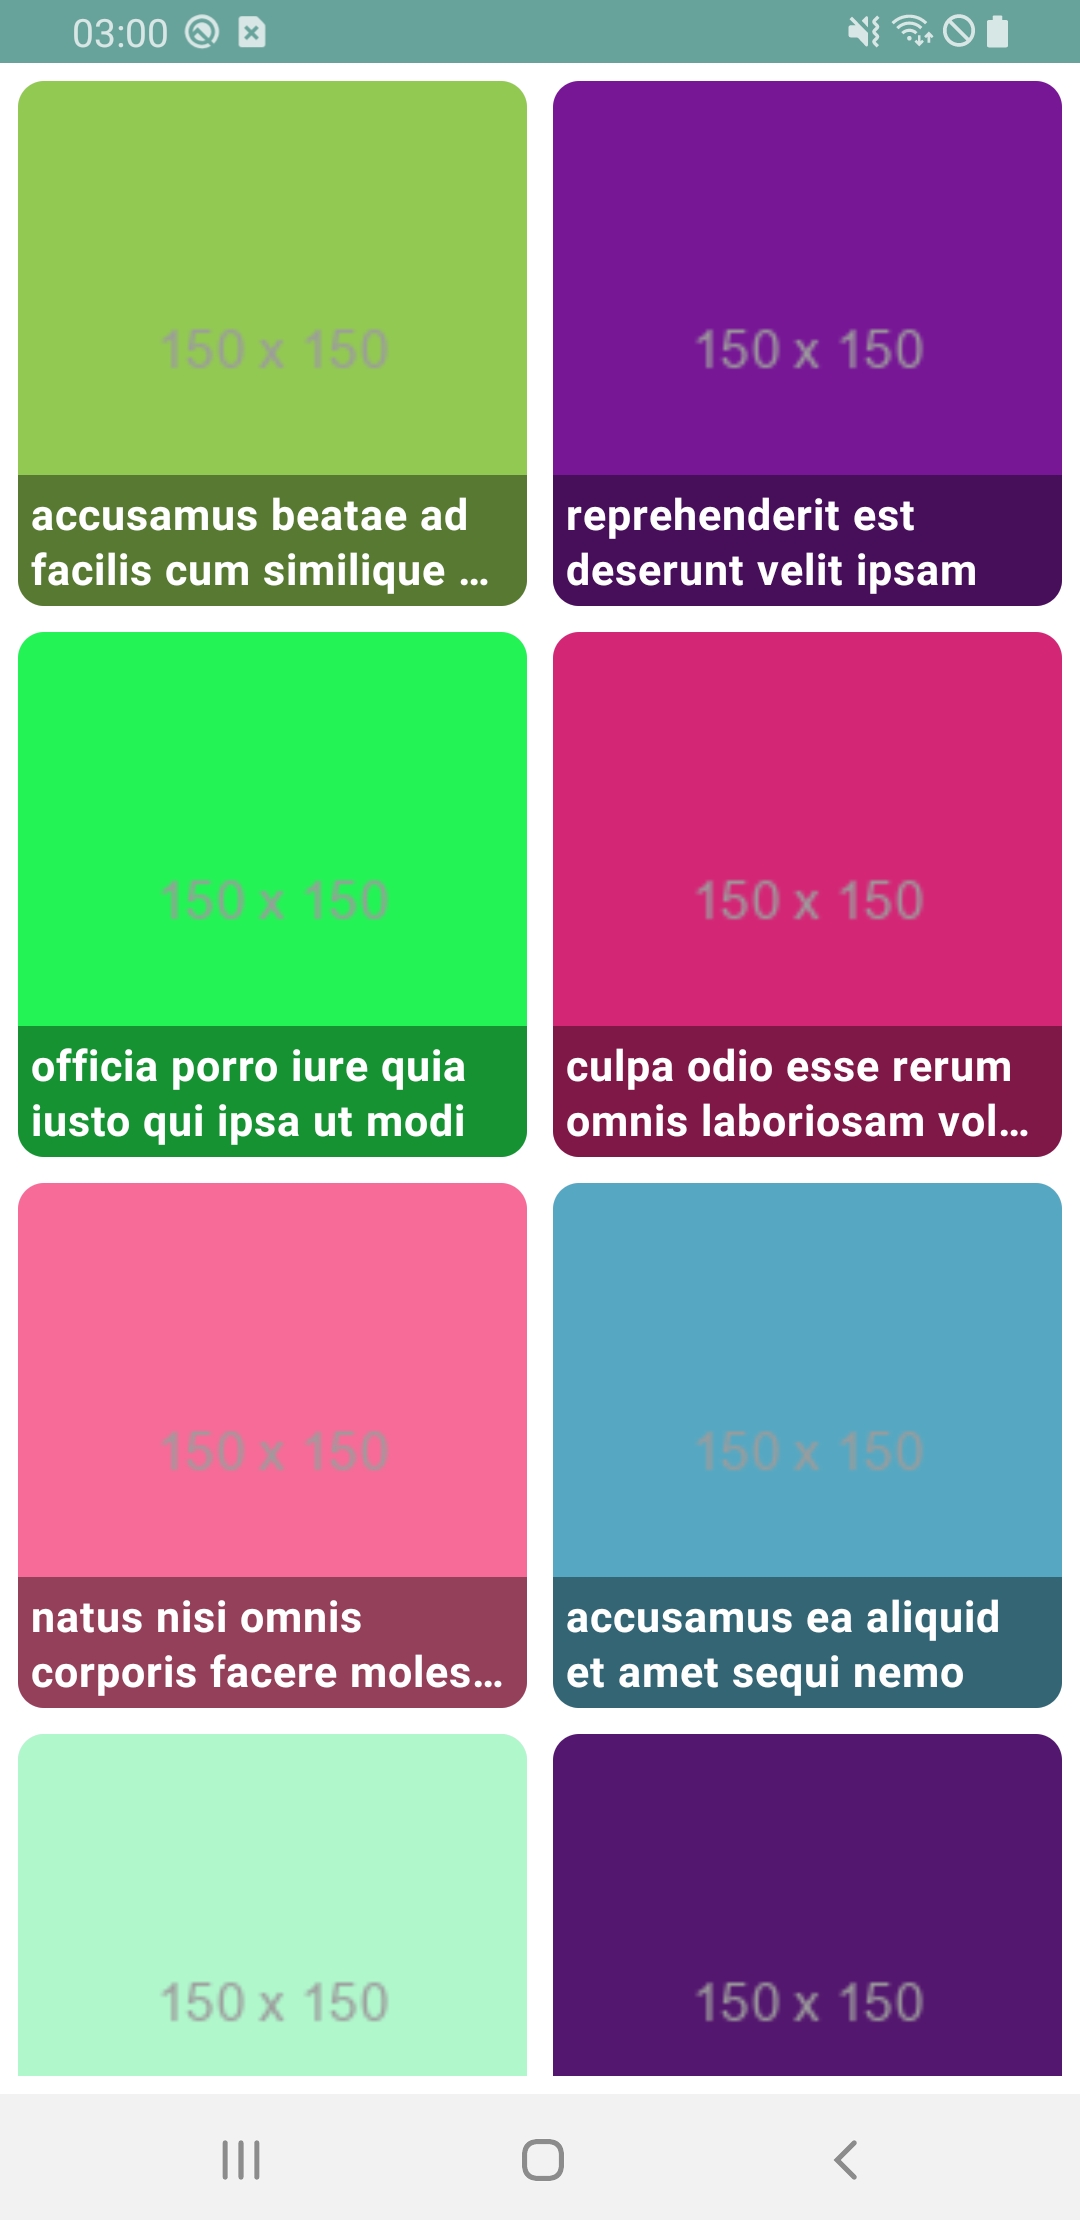 03:00
150 x 150
150 x 150
accusamus beatae ad
facilis cum similique ...
reprehenderit est
deserunt velit ipsam
150 x 150
150 x 150
officia porro iure quia
iusto qui ipsa ut modi
culpa odio esse rerum
omnis laboriosam vol...
150 x 150
150 x 150
natus nisi omnis
corporis facere moles...
accusamus ea aliquid
et amet sequi nemo
150 x 150
150 x 150